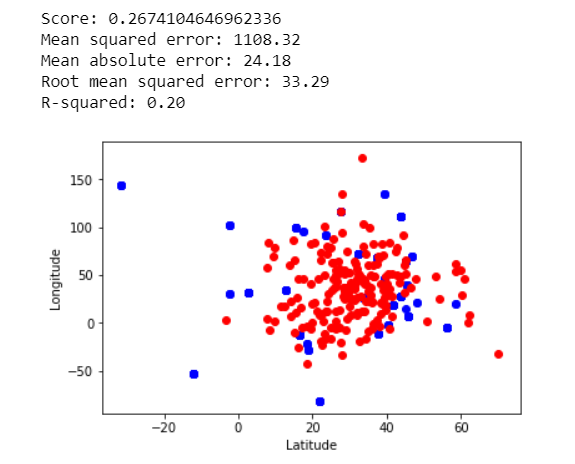 Score: 0.2674104646962336
Mean squared error: 1108.32
Mean absolute error: 24.18
Root mean squared error: 33.29
R-squared: 0.20
150
100
50
0
−50
Longitude
−20
0
20
40
60
Latitude